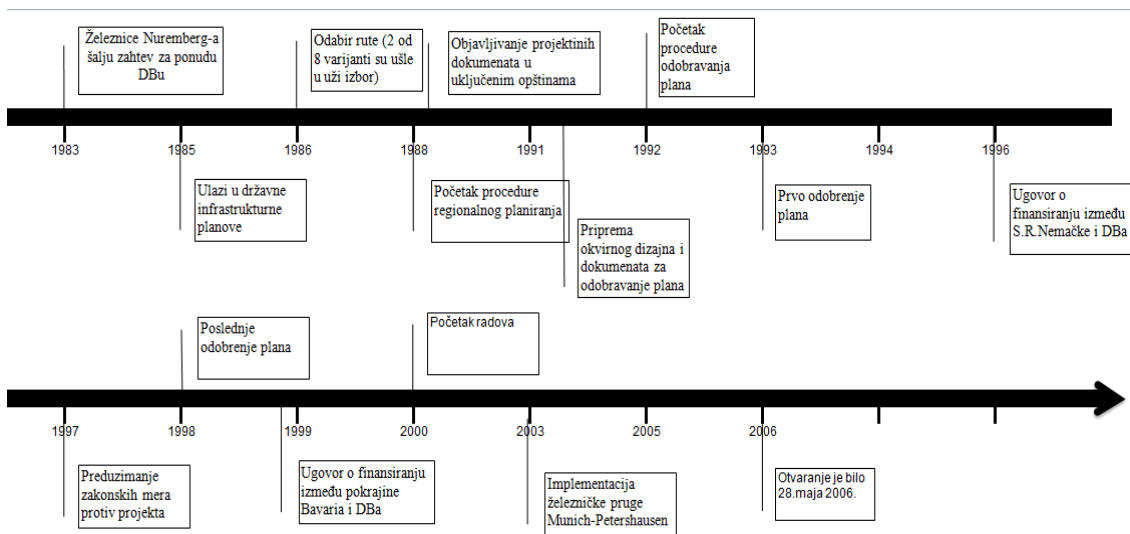 Železnice Nuremberg-a
šalju zahtev za ponudu
DBu
Odabir rute (2 od
8 varijanti su ušle
u uži izbor)
Objavljivanje projektinih
dokumenata u
uključenim opštinama
Početak
procedure
odobravanja
plana
1983
1985
1986
1988
1991
1992
1993
1994
1996
Ulazi u državne
infrastrukturne
planove
Početak procedure
regionalnog planiranja
Priprema
okvirnog dizajna i
dokumenata za
odobravanje plana
Prvo odobrenje
plana
Ugovor o
finansiranju između
S.R.Nemačke i DBa
Poslednje
odobrenje plana
Početak radova
1997
1998
1999
2000
2003
2005
2006
Preduzimanje
zakonskih mera
protiv projekta
Ugovor o finansiranju
između pokrajine
Bavaria i DBa
Implementacija
železničke pruge
Munich-Petershausen
Otvaranje je bilo
28.maja 2006.